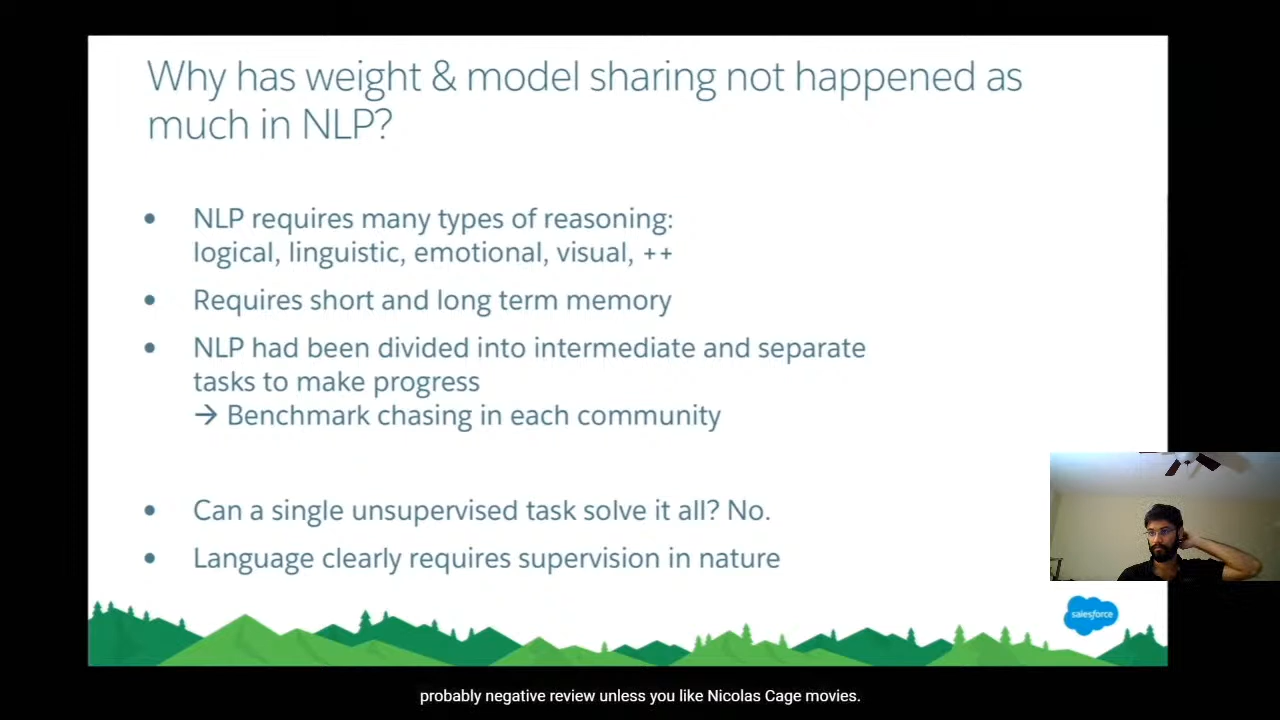 Why has weight & model sharing not happened as
much in NLP?
• NLP requires many types of reasoning:
logical, linguistic, emotional, visual, ++
• Requires short and long term memory
• NLP had been divided into intermediate and separate
tasks to make progress
→ Benchmark chasing in each community
• Can a single unsupervised task solve it all? No.
• Language clearly requires supervision in nature
salesforce
probably negative review unless you like Nicolas Cage movies.